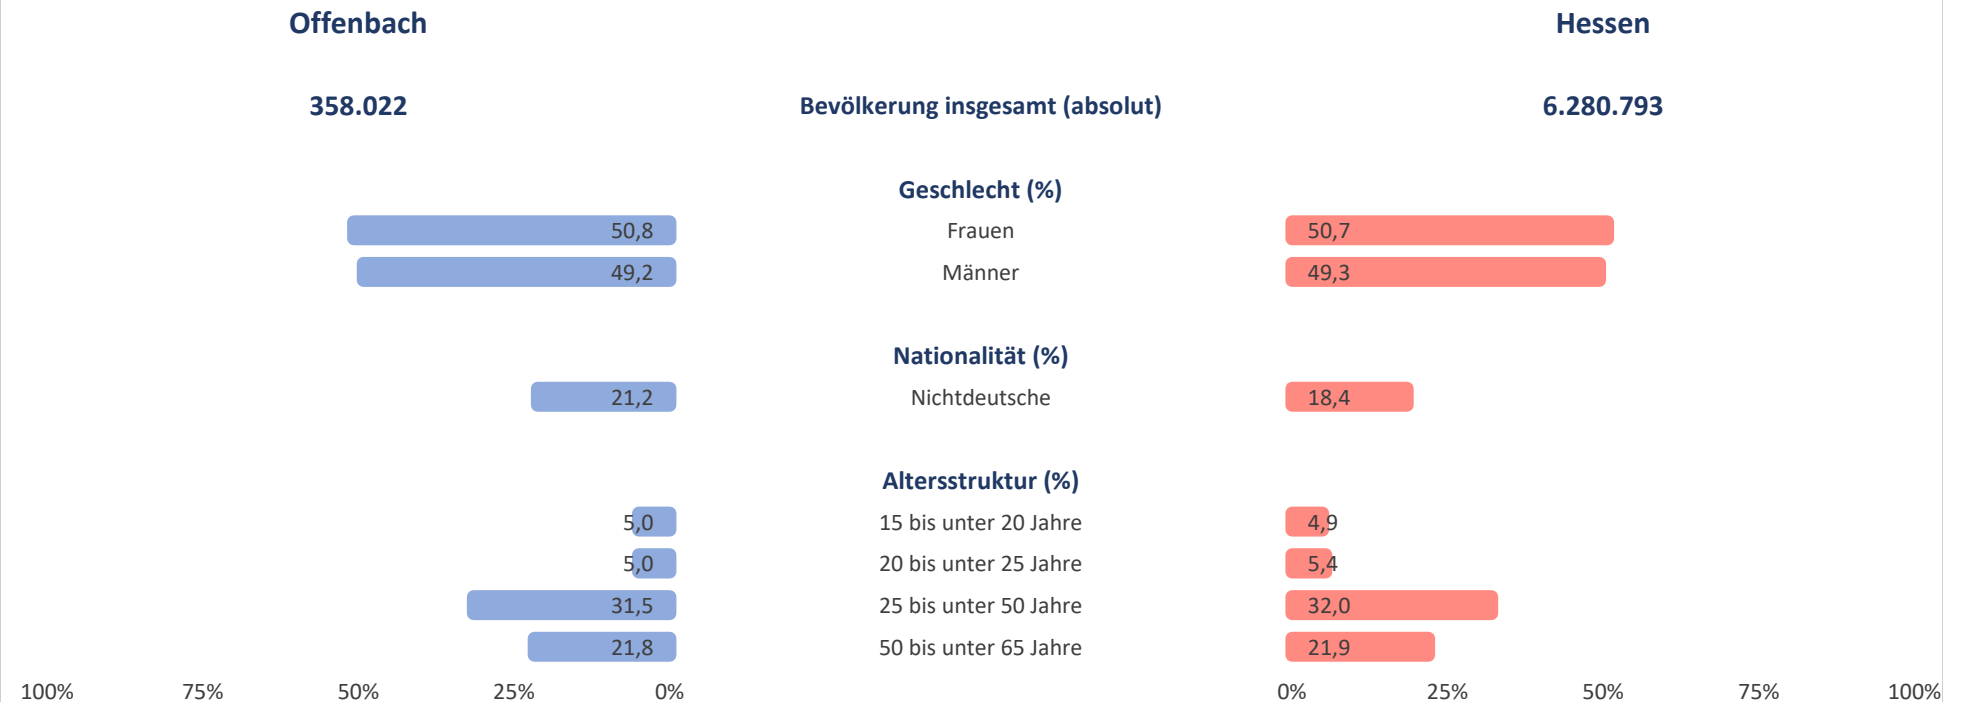 Offenbach Hessen
358.022 Bevölkerung insgesamt (absolut) 6.280.793
Geschlecht (%)
50,8 Frauen 50,7
49,2 Männer 49,3
Nationalität (%)
21,2 Nichtdeutsche 18,4
Altersstruktur (%)
5,0 15 bis unter 20 Jahre 4,9
5,0 20 bis unter 25 Jahre 5,4
31,5 25 bis unter 50 Jahre 32,0
21,8 50 bis unter 65 Jahre 21,9
100% 75% 50% 25% 0% 0% 25% 50% 75% 100%